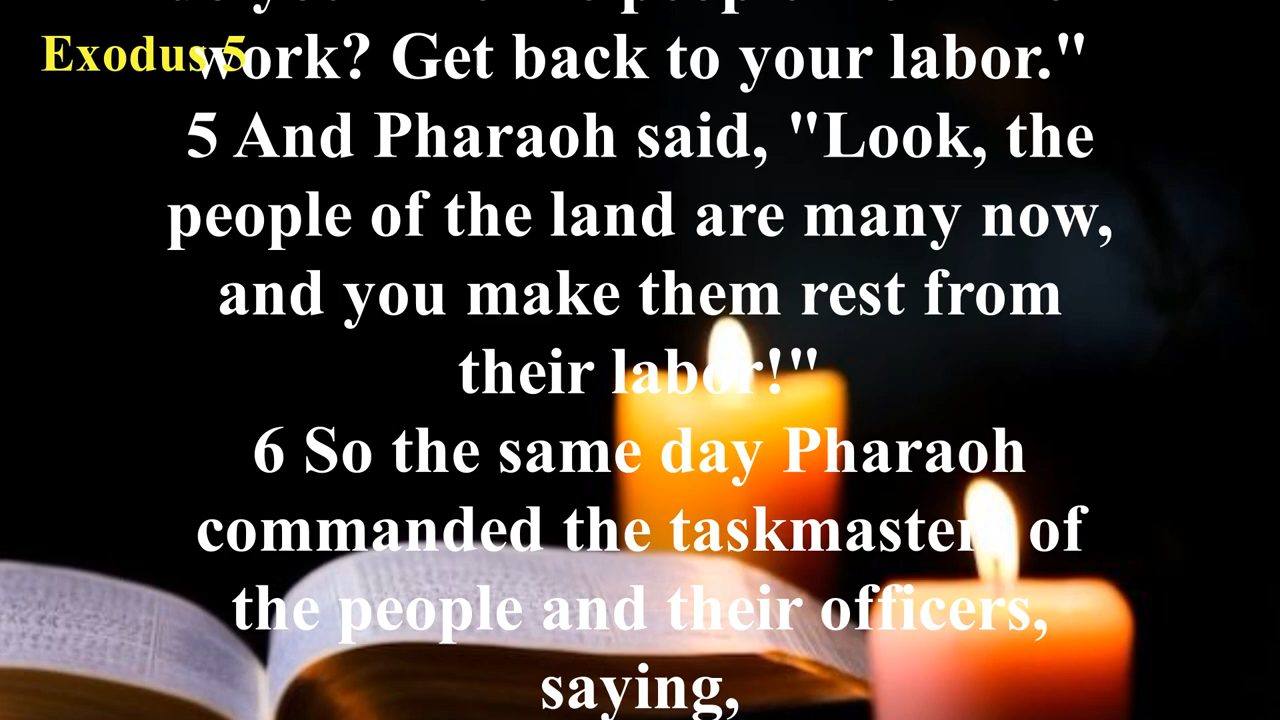 Exodus 5
work? Get back to your labor."
5 And Pharaoh said, "Look, the
people of the land are many now,
and you make them rest from
their labor!"
6 So the same day Pharaoh
commanded the taskmasters of
the people and their officers,
saying,